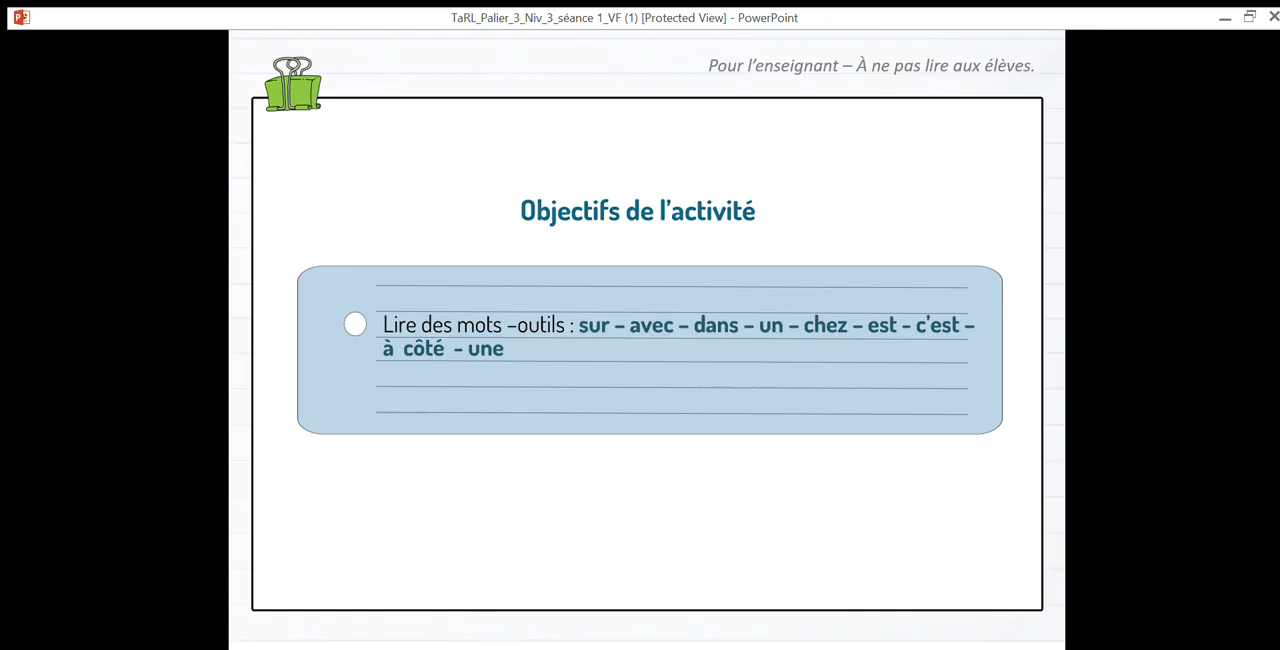 TaRL_Palier_3_Niv_3_séance 1_VF (1) [Protected View] - PowerPoint
Pour l’enseignant – À ne pas lire aux élèves.
Objectifs de l’activité
Lire des mots –outils : sur – avec – dans – un – chez – est – c’est –
à côté – une